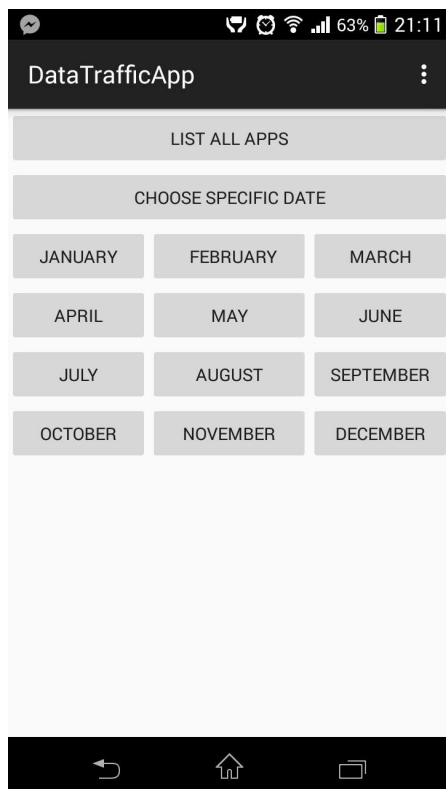 63% 21:11
DataTrafficApp
LIST ALL APPS
CHOOSE SPECIFIC DATE
JANUARY FEBRUARY MARCH
APRIL MAY JUNE
JULY AUGUST SEPTEMBER
OCTOBER NOVEMBER DECEMBER